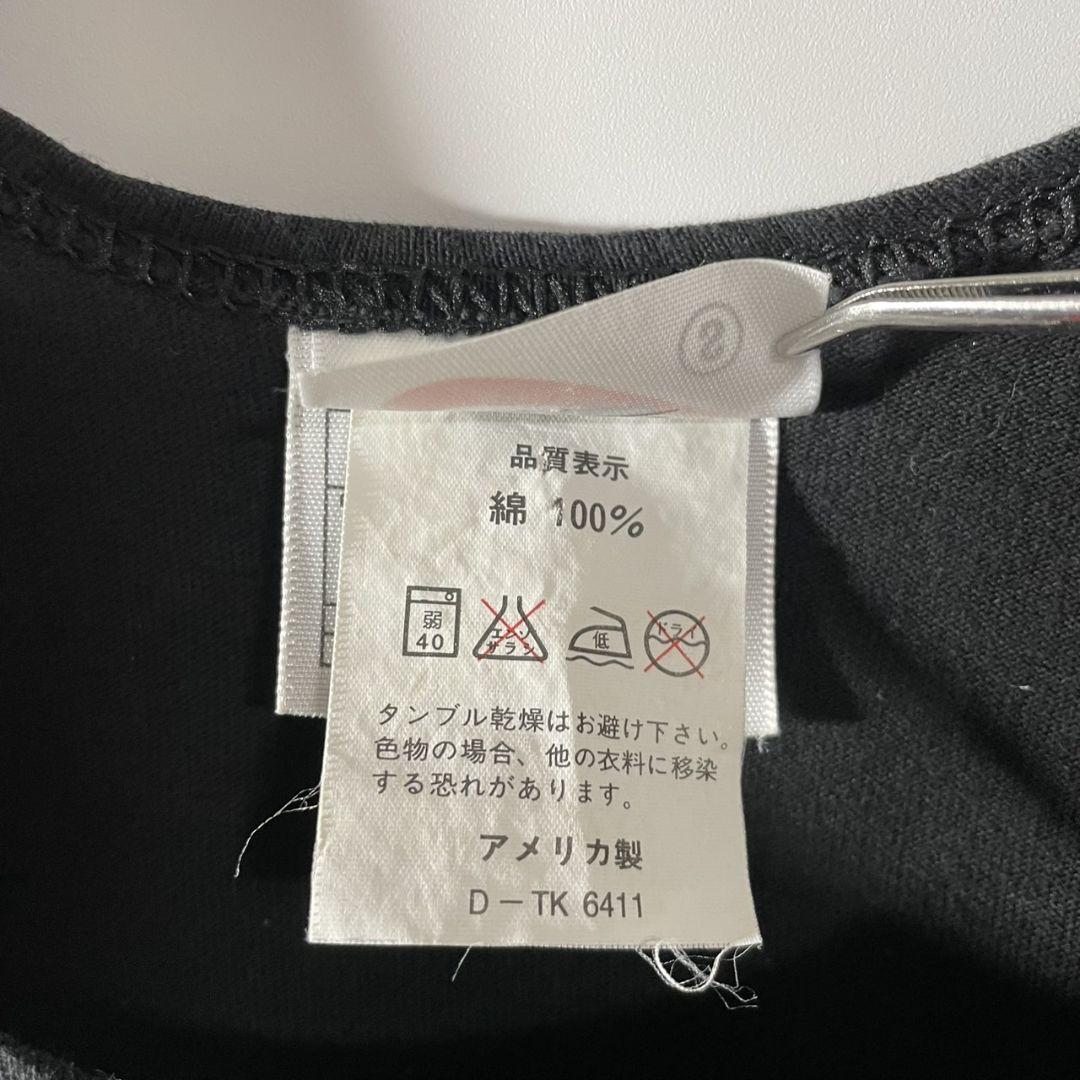 品質表示
綿 100%
弱
40
エンソ
サラシ
低
ドライ
タンブル乾燥はお避け下さい。
色物の場合、他の衣料に移染
する恐れがあります。
アメリカ製
D－TK 6411